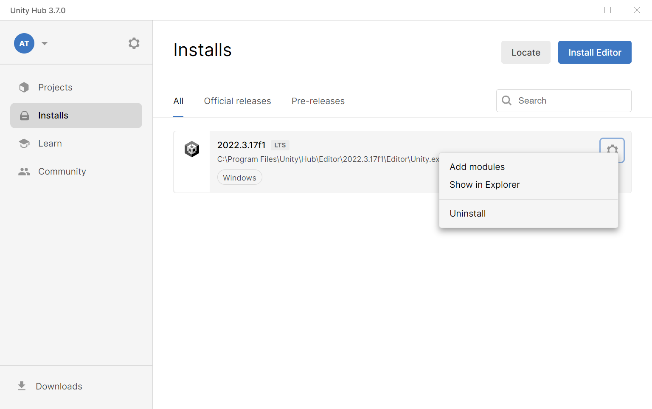 Unity Hub 3.7.0
AT
Projects
Installs
Learn
Community
Downloads
Installs
Locate
Install Editor
All
Official releases
Pre-releases
Search
2022.3.17f1 LTS
C:\Program Files\Unity\Hub\Editor\2022.3.17f1\Editor\Unity.ex
Windows
Add modules
Show in Explorer
Uninstall